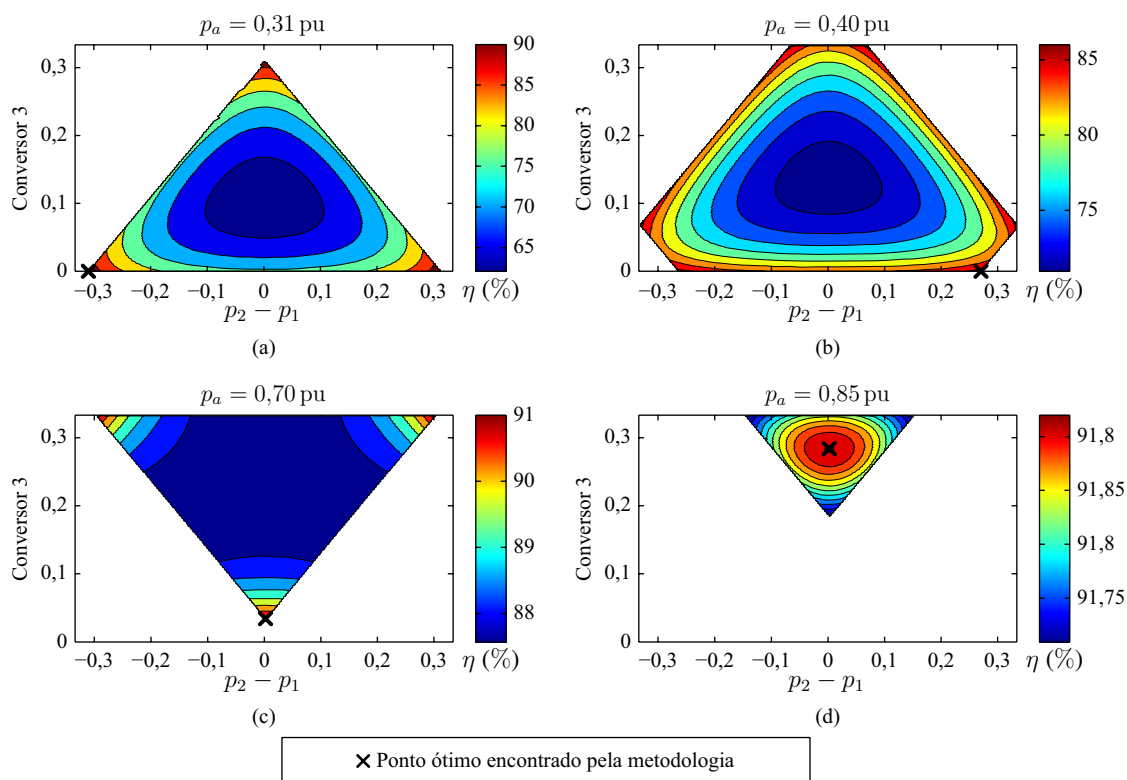 p_a = 0,31 pu
Conversor 3
0,3
0,2
0,1
0
−0,3 −0,2 −0,1 0 0,1 0,2 0,3
p_2 − p_1
90
85
80
75
70
65
η (%)
(a)
p_a = 0,40 pu
Conversor 3
0,3
0,2
0,1
0
−0,3 −0,2 −0,1 0 0,1 0,2 0,3
p_2 − p_1
85
80
75
η (%)
(b)
p_a = 0,70 pu
Conversor 3
0,3
0,2
0,1
0
−0,3 −0,2 −0,1 0 0,1 0,2 0,3
p_2 − p_1
91
90
89
88
η (%)
(c)
p_a = 0,85 pu
Conversor 3
0,3
0,2
0,1
0
−0,3 −0,2 −0,1 0 0,1 0,2 0,3
p_2 − p_1
91,8
91,85
91,8
91,75
η (%)
(d)
× Ponto ótimo encontrado pela metodologia